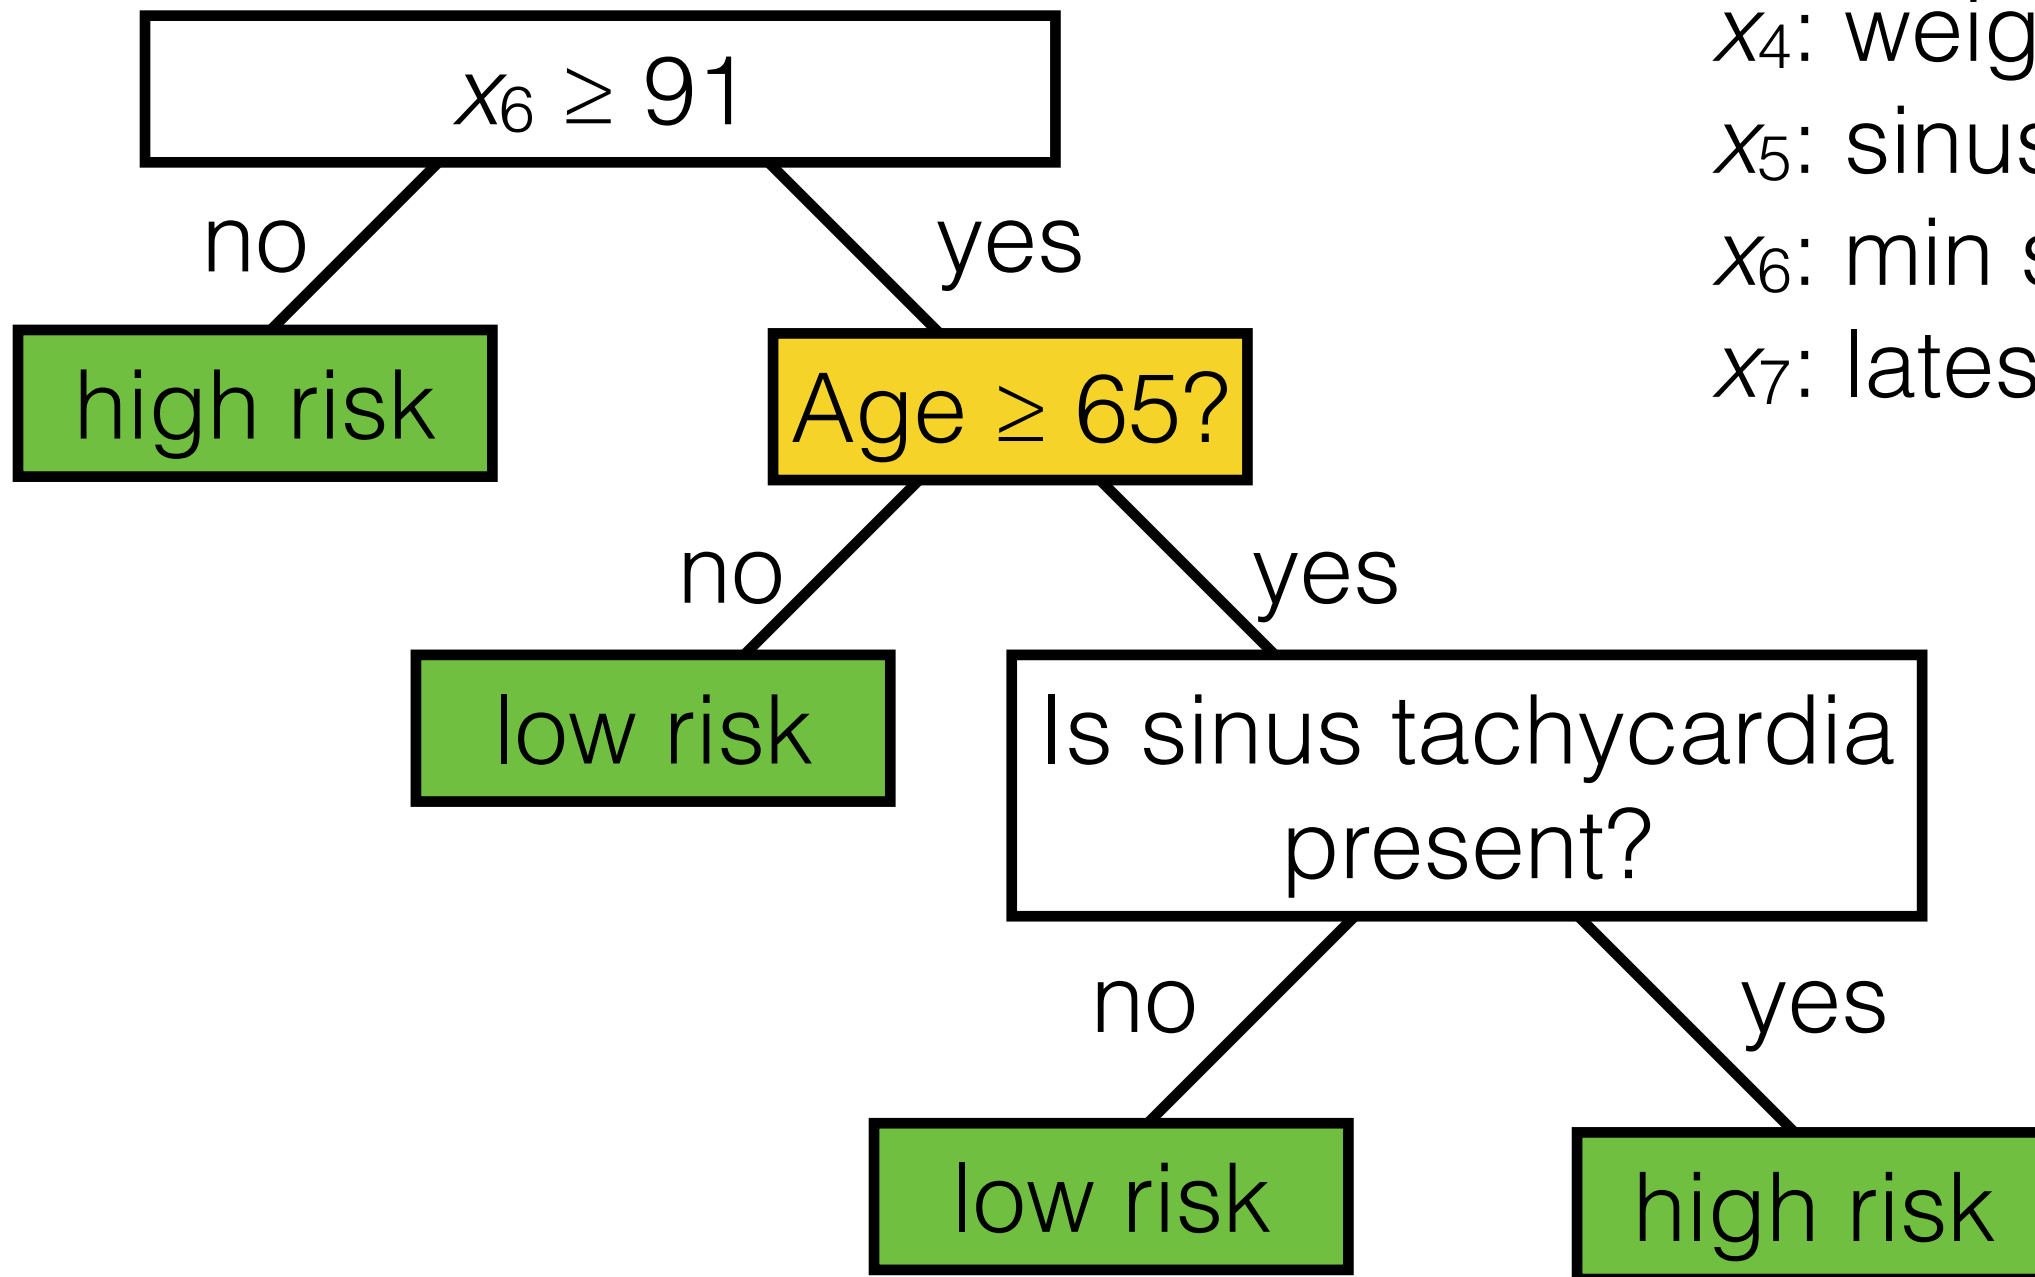 x6 ≥ 91
no
yes
high risk
Age ≥ 65?
no
yes
low risk
Is sinus tachycardia
present?
no
yes
low risk
high risk
x4:
x5:
x6: min
x7: